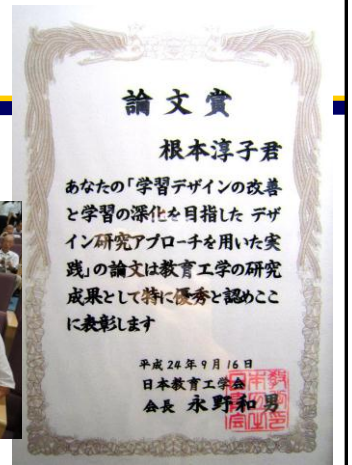 論文賞
根本淳子君
あなたの「学習デザインの改善
と学習の深化を目指した デザ
イン研究アプローチを用いた実
践」の論文は教育工学の研究
成果として特に優秀と認めここ
に表彰します
平成24年9月16日
日本教育工学会
会長 永野和男